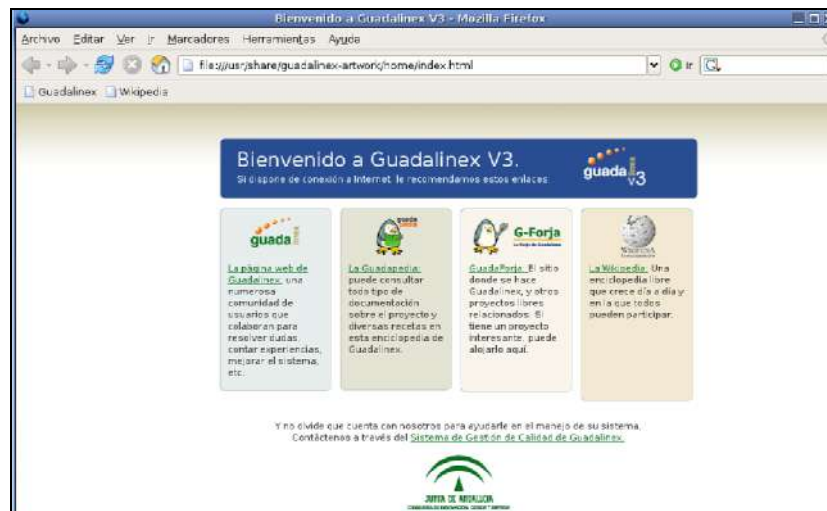 Bienvenido a Guadalinex V3 - Mozilla Firefox
Archivo Editar Ver Ir Marcadores Herramientas Ayuda
file:///usr/share/guadalinex-artwork/home/index.html
Ir
Guadalinex Wikipedia
Bienvenido a Guadalinex V3.
Si dispone de conexión a Internet, le recomendamos estos enlaces:
guada
v3
guada
La página web de
Guadalinex, una
numerosa
comunidad de
usuarios que
colaboran para
resolver dudas,
contar experiencias,
mejorar el sistema,
etc.
guada
La Guadapedia:
puede consultar
todo tipo de
documentación
sobre el proyecto y
diversas recetas en
esta enciclopedia de
Guadalinex.
G-Forja
La Forja de Guadalinex
GuadaForja: El sitio
donde se hace
Guadalinex, y otros
proyectos libres
relacionados. Si
tiene un proyecto
interesante, puede
alojarlo aquí.
WIKIPEDIA
La Wikipedia: Una
enciclopedia libre
que crece día a día y
en la que todos
pueden participar.
Y no olvide que cuenta con nosotros para ayudarle en el manejo de su sistema.
Contáctenos a través del Sistema de Gestión de Calidad de Guadalinex.
JUNTA DE ANDALUCIA